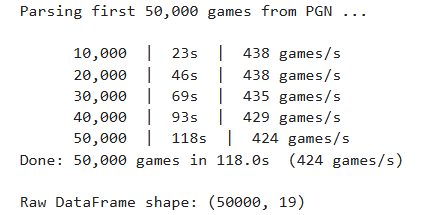 Parsing first 50,000 games from PGN ...
10,000 | 23s | 438 games/s
20,000 | 46s | 438 games/s
30,000 | 69s | 435 games/s
40,000 | 93s | 429 games/s
50,000 | 118s | 424 games/s
Done: 50,000 games in 118.0s (424 games/s)
Raw DataFrame shape: (50000, 19)